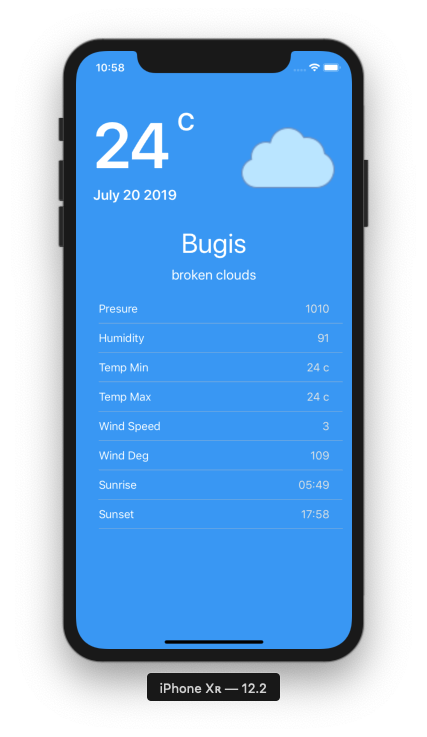 10:58
24 C
July 20 2019
Bugis
broken clouds
Presure 1010
Humidity 91
Temp Min 24 c
Temp Max 24 c
Wind Speed 3
Wind Deg 109
Sunrise 05:49
Sunset 17:58
iPhone Xʀ — 12.2